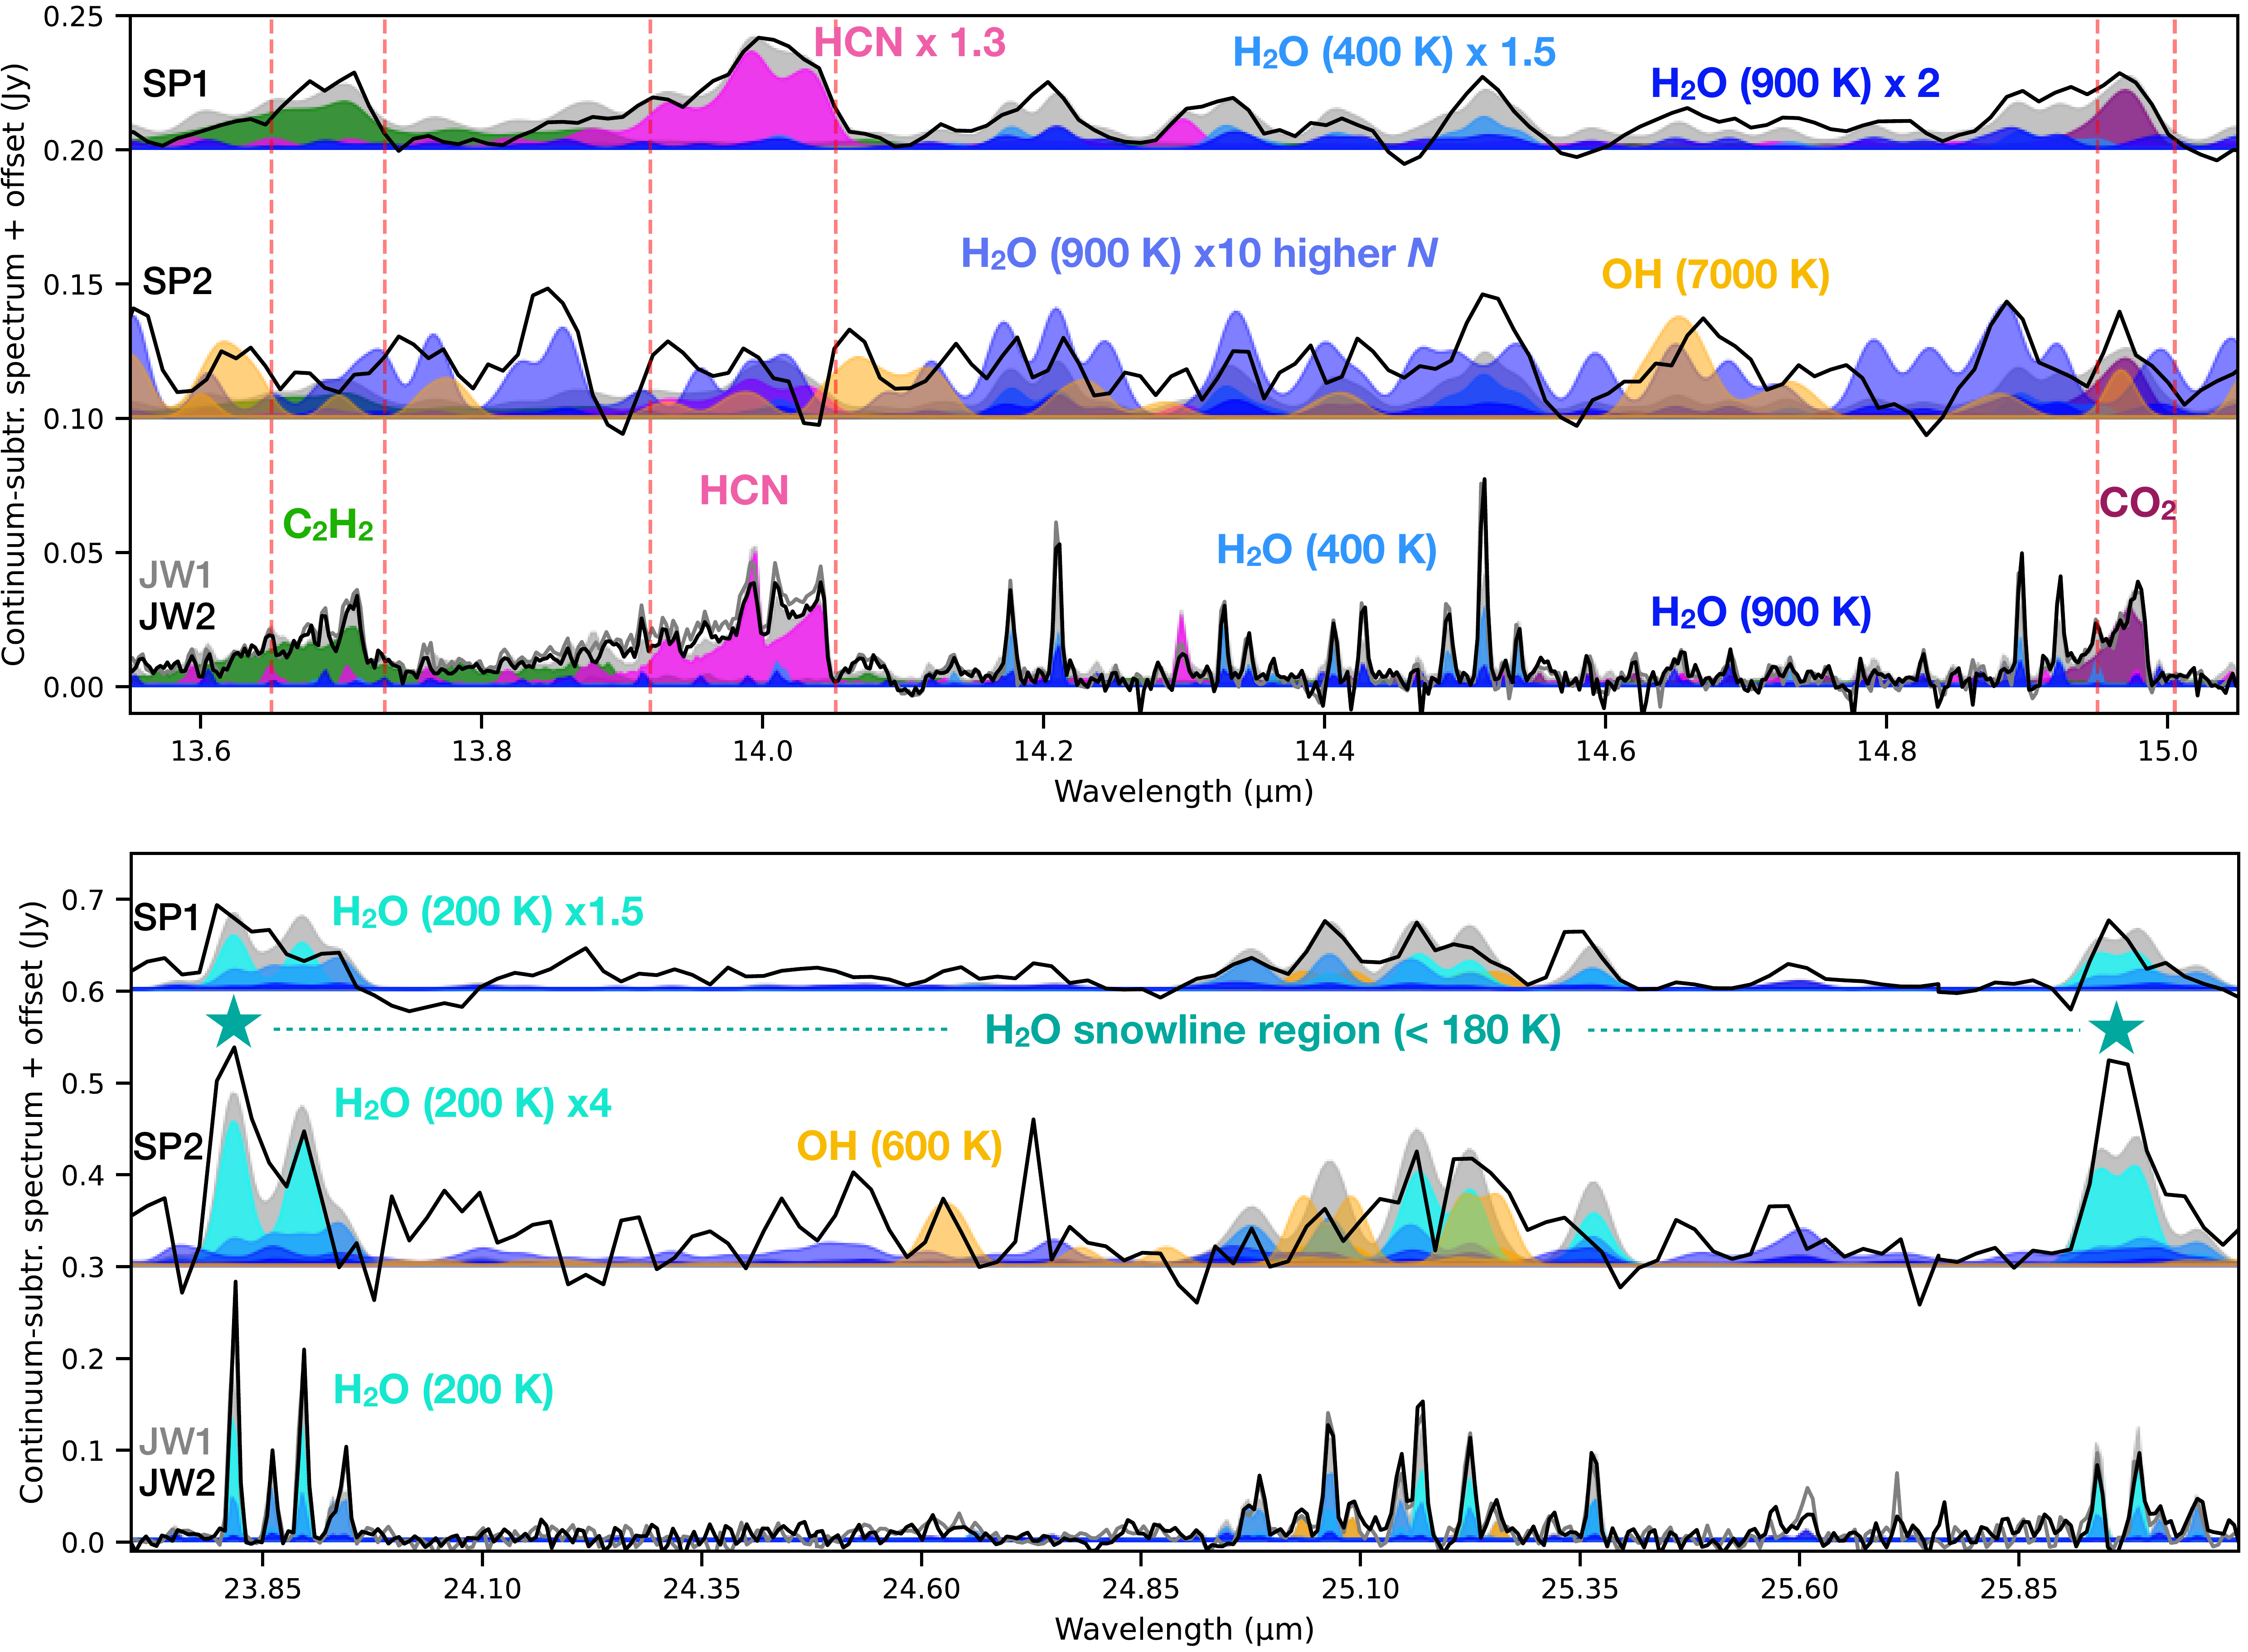 Continuum-subtr. spectrum + offset (Jy)
0.25
0.20
0.15
0.10
0.05
0.00
SP1
HCN x 1.3
H₂O (400 K) x 1.5
H₂O (900 K) x 2
SP2
H₂O (900 K) x10 higher N
OH (7000 K)
C₂H₂
HCN
H₂O (400 K)
H₂O (900 K)
CO₂
JW1
JW2
13.6 13.8 14.0 14.2 14.4 14.6 14.8 15.0
Wavelength (μm)
Continuum-subtr. spectrum + offset (Jy)
0.7
0.6
0.5
0.4
0.3
0.2
0.1
0.0
SP1
H₂O (200 K) x1.5
H₂O snowline region (< 180 K)
H₂O (200 K) x4
SP2
OH (600 K)
H₂O (200 K)
JW1
JW2
23.85 24.10 24.35 24.60 24.85 25.10 25.35 25.60 25.85
Wavelength (μm)